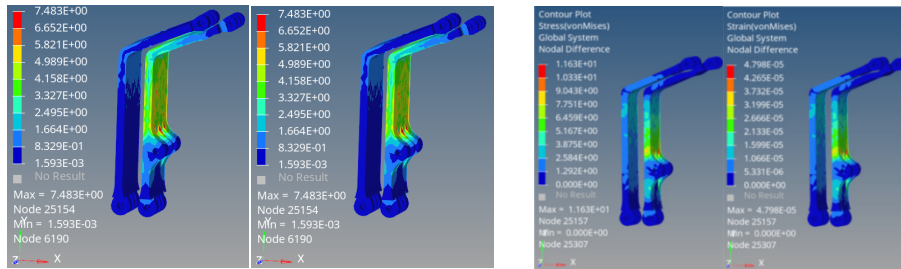 7.483E+00
6.652E+00
5.821E+00
4.989E+00
4.158E+00
3.327E+00
2.495E+00
1.664E+00
8.329E-01
1.593E-03
No Result
Max = 7.483E+00
Node 25154
Min = 1.593E-03
Node 6190
Y
Z
X
7.483E+00
6.652E+00
5.821E+00
4.989E+00
4.158E+00
3.327E+00
2.495E+00
1.664E+00
8.329E-01
1.593E-03
No Result
Max = 7.483E+00
Node 25154
Min = 1.593E-03
Node 6190
Y
Z
X
Contour Plot
Stress(vonMises)
Global System
Nodal Difference
1.163E+01
1.033E+01
9.043E+00
7.751E+00
6.459E+00
5.167E+00
3.875E+00
2.584E+00
1.292E+00
0.000E+00
No Result
Max = 1.163E+01
Node 25157
Min = 0.000E+00
Node 25307
Z
X
Contour Plot
Strain(vonMises)
Global System
Nodal Difference
4.798E-05
4.265E-05
3.732E-05
3.199E-05
2.666E-05
2.133E-05
1.599E-05
1.066E-05
5.331E-06
0.000E+00
No Result
Max = 4.798E-05
Node 25157
Min = 0.000E+00
Node 25307
Z
X